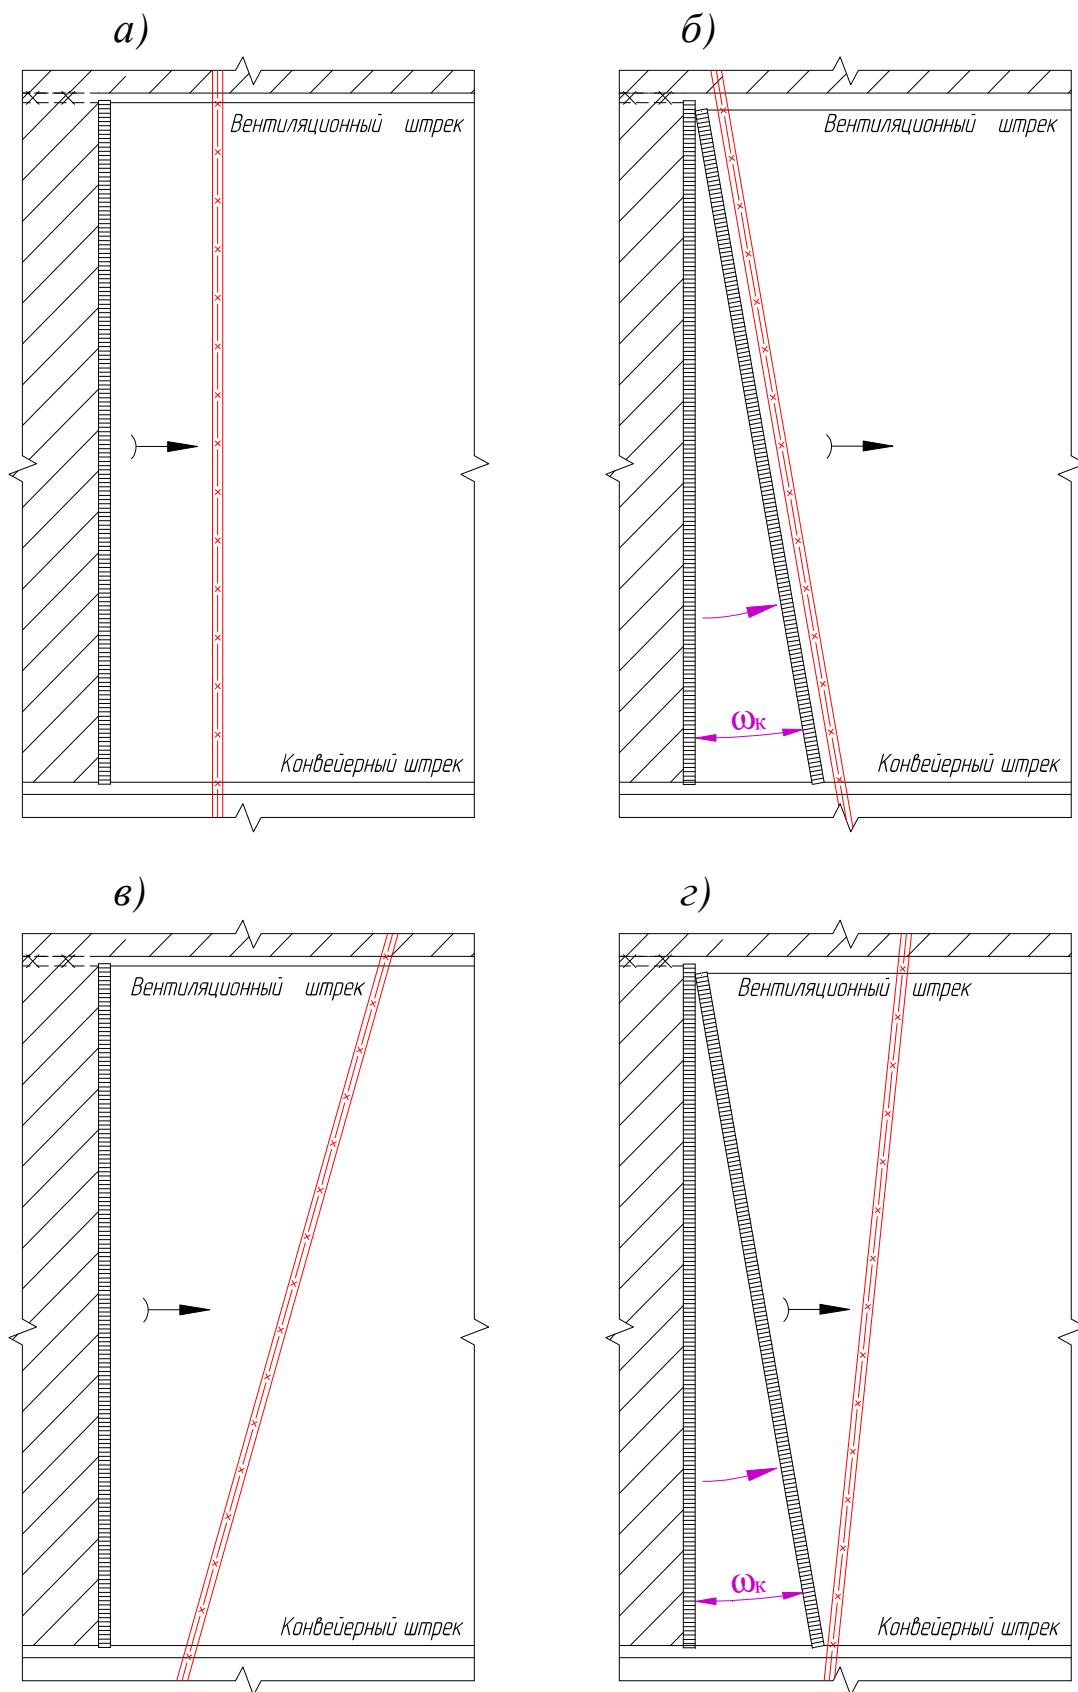 а)
б)
Вентиляционный штрек
Вентиляционный штрек
ωк
Конвейерный штрек
Конвейерный штрек
в)
г)
Вентиляционный штрек
Вентиляционный штрек
ωк
Конвейерный штрек
Конвейерный штрек